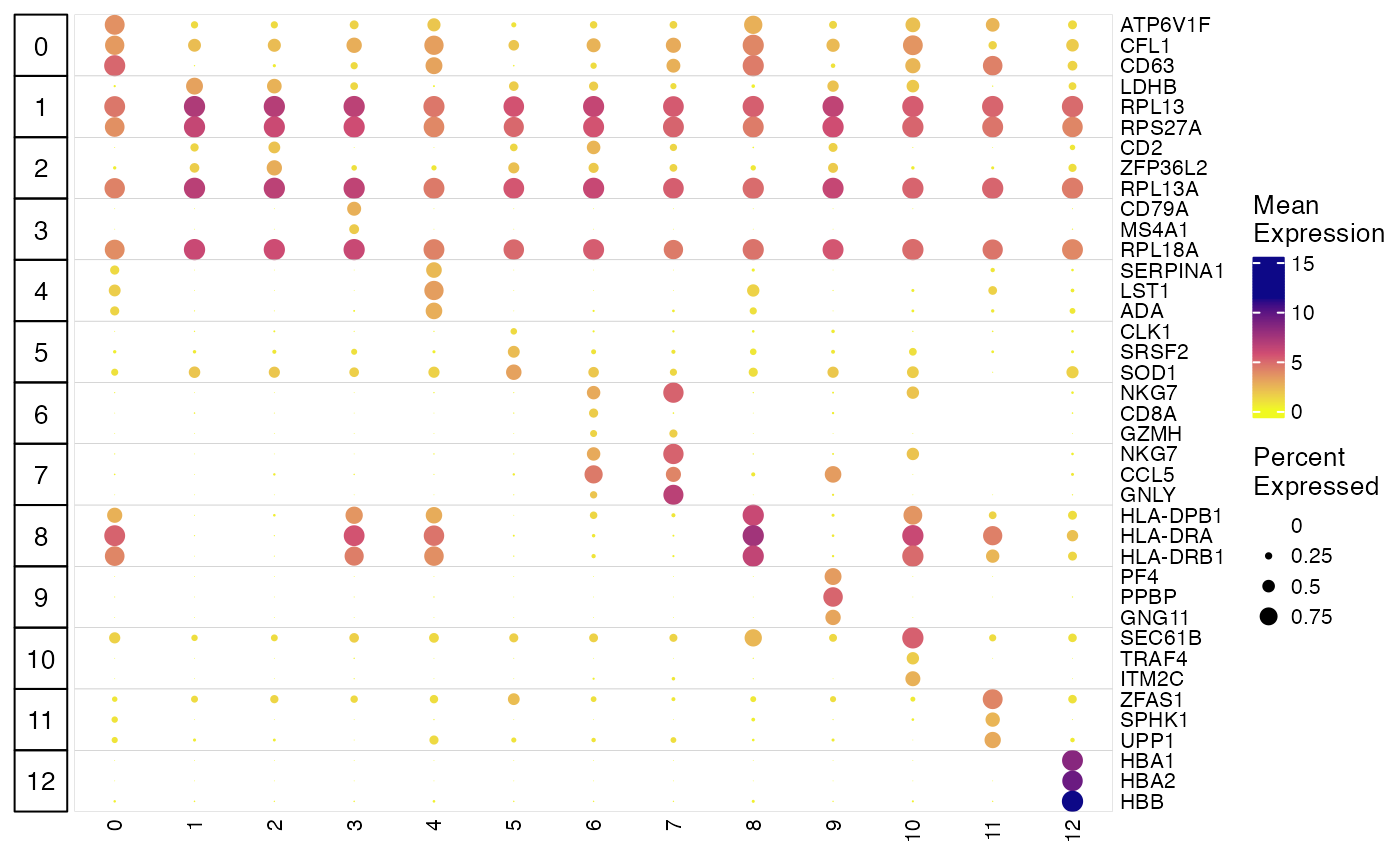 0
ATP6V1F
CFL1
CD63
1
LDHB
RPL13
RPS27A
2
CD2
ZFP36L2
RPL13A
3
CD79A
MS4A1
RPL18A
4
SERPINA1
LST1
ADA
5
CLK1
SRSF2
SOD1
6
NKG7
CD8A
GZMH
7
NKG7
CCL5
GNLY
8
HLA-DPB1
HLA-DRA
HLA-DRB1
9
PF4
PPBP
GNG11
10
SEC61B
TRAF4
ITM2C
11
ZFAS1
SPHK1
UPP1
12
HBA1
HBA2
HBB
0 1 2 3 4 5 6 7 8 9 10 11 12
Mean
Expression
15
10
5
0
Percent
Expressed
0
0.25
0.5
0.75